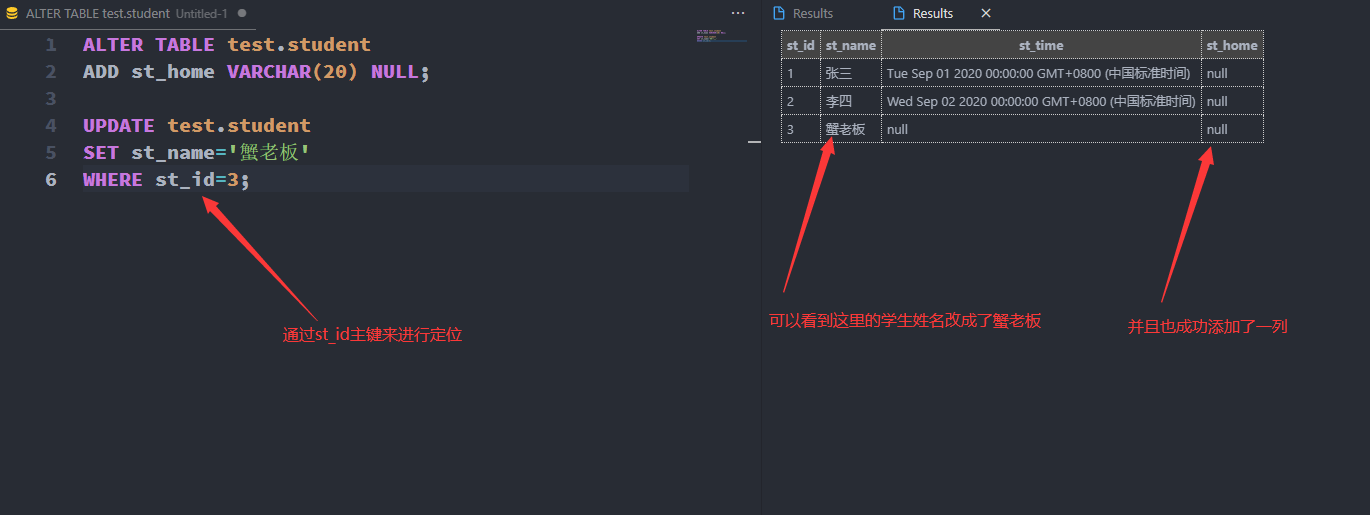 ALTER TABLE test.student Untitled-1
1 ALTER TABLE test.student
2 ADD st_home VARCHAR(20) NULL;
3
4 UPDATE test.student
5 SET st_name='蟹老板'
6 WHERE st_id=3;
通过st_id主键来进行定位
Results Results
st_id st_name st_time st_home
1 张三 Tue Sep 01 2020 00:00:00 GMT+0800 (中国标准时间) null
2 李四 Wed Sep 02 2020 00:00:00 GMT+0800 (中国标准时间) null
3 蟹老板 null null
可以看到这里的学生姓名改成了蟹老板
并且也成功添加了一列